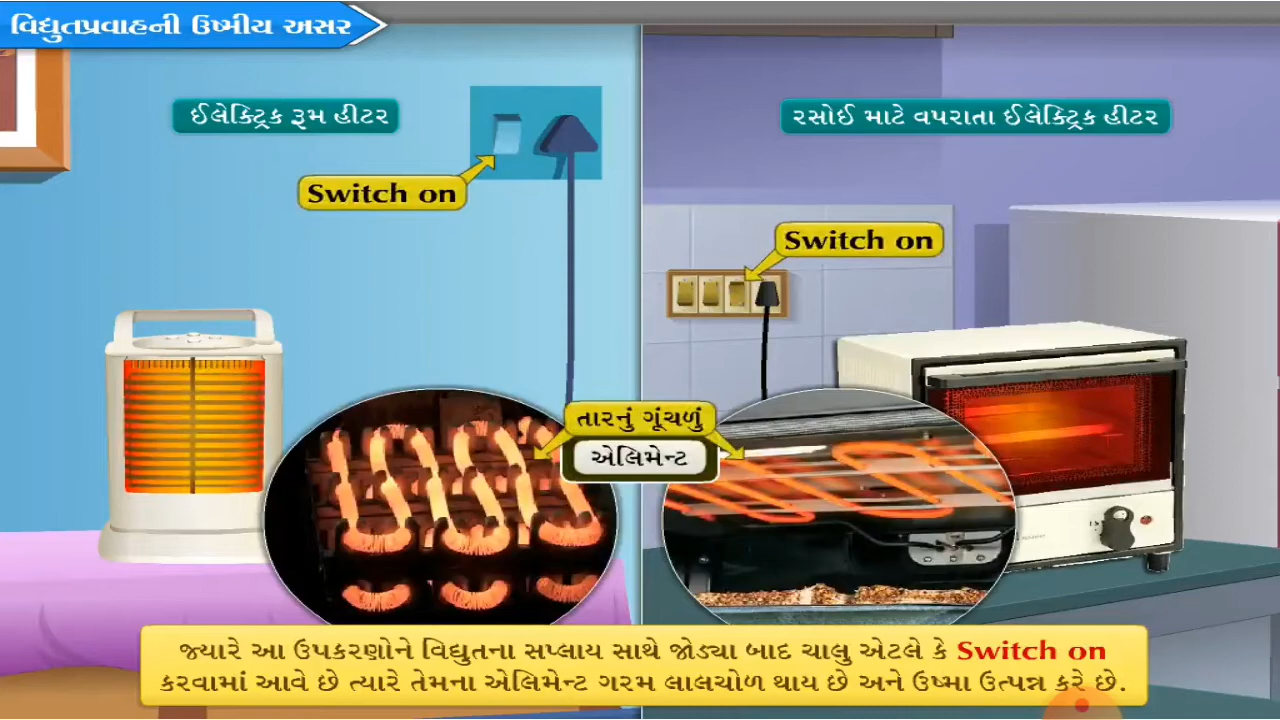 વિદ્યુતપ્રવાહની ઉષ્મીય અસર
ઈલેક્ટ્રિક રૂમ હીટર
Switch on
રસોઈ માટે વપરાતા ઈલેક્ટ્રિક હીટર
Switch on
તારનું ગૂંચળું
એલિમેન્ટ
જ્યારે આ ઉપકરણોને વિદ્યુતના સપ્લાય સાથે જોડ્યા બાદ ચાલુ એટલે કે Switch on
કરવામાં આવે છે ત્યારે તેમના એલિમેન્ટ ગરમ લાલચોળ થાય છે અને ઉષ્મા ઉત્પન્ન કરે છે.